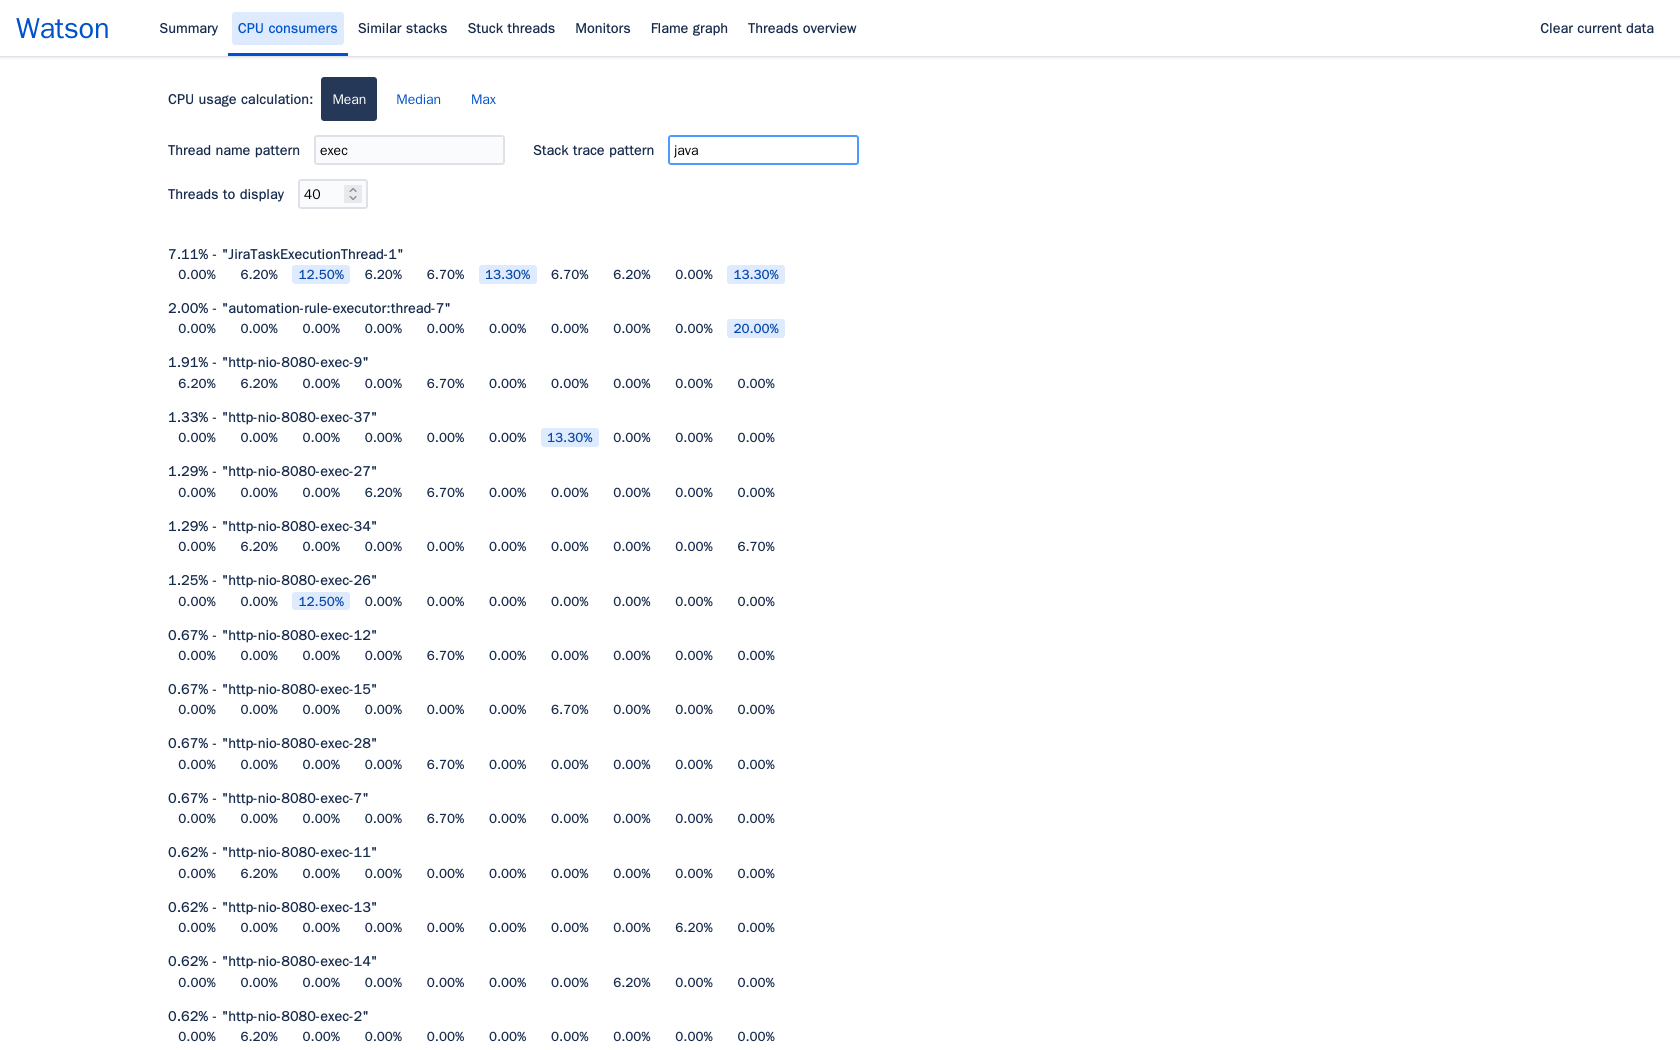 Watson Summary CPU consumers Similar stacks Stuck threads Monitors Flame graph Threads overview Clear current data
CPU usage calculation: Mean Median Max
Thread name pattern exec Stack trace pattern java
Threads to display 40
7.11% - "JiraTaskExecutionThread-1"
0.00% 6.20% 12.50% 6.20% 6.70% 13.30% 6.70% 6.20% 0.00% 13.30%
2.00% - "automation-rule-executor:thread-7"
0.00% 0.00% 0.00% 0.00% 0.00% 0.00% 0.00% 0.00% 0.00% 20.00%
1.91% - "http-nio-8080-exec-9"
6.20% 6.20% 0.00% 0.00% 6.70% 0.00% 0.00% 0.00% 0.00% 0.00%
1.33% - "http-nio-8080-exec-37"
0.00% 0.00% 0.00% 0.00% 0.00% 0.00% 13.30% 0.00% 0.00% 0.00%
1.29% - "http-nio-8080-exec-27"
0.00% 0.00% 0.00% 6.20% 6.70% 0.00% 0.00% 0.00% 0.00% 0.00%
1.29% - "http-nio-8080-exec-34"
0.00% 6.20% 0.00% 0.00% 0.00% 0.00% 0.00% 0.00% 0.00% 6.70%
1.25% - "http-nio-8080-exec-26"
0.00% 0.00% 12.50% 0.00% 0.00% 0.00% 0.00% 0.00% 0.00% 0.00%
0.67% - "http-nio-8080-exec-12"
0.00% 0.00% 0.00% 0.00% 6.70% 0.00% 0.00% 0.00% 0.00% 0.00%
0.67% - "http-nio-8080-exec-15"
0.00% 0.00% 0.00% 0.00% 0.00% 0.00% 6.70% 0.00% 0.00% 0.00%
0.67% - "http-nio-8080-exec-28"
0.00% 0.00% 0.00% 0.00% 6.70% 0.00% 0.00% 0.00% 0.00% 0.00%
0.67% - "http-nio-8080-exec-7"
0.00% 0.00% 0.00% 0.00% 6.70% 0.00% 0.00% 0.00% 0.00% 0.00%
0.62% - "http-nio-8080-exec-11"
0.00% 6.20% 0.00% 0.00% 0.00% 0.00% 0.00% 0.00% 0.00% 0.00%
0.62% - "http-nio-8080-exec-13"
0.00% 0.00% 0.00% 0.00% 0.00% 0.00% 0.00% 0.00% 6.20% 0.00%
0.62% - "http-nio-8080-exec-14"
0.00% 0.00% 0.00% 0.00% 0.00% 0.00% 0.00% 6.20% 0.00% 0.00%
0.62% - "http-nio-8080-exec-2"
0.00% 6.20% 0.00% 0.00% 0.00% 0.00% 0.00% 0.00% 0.00% 0.00%